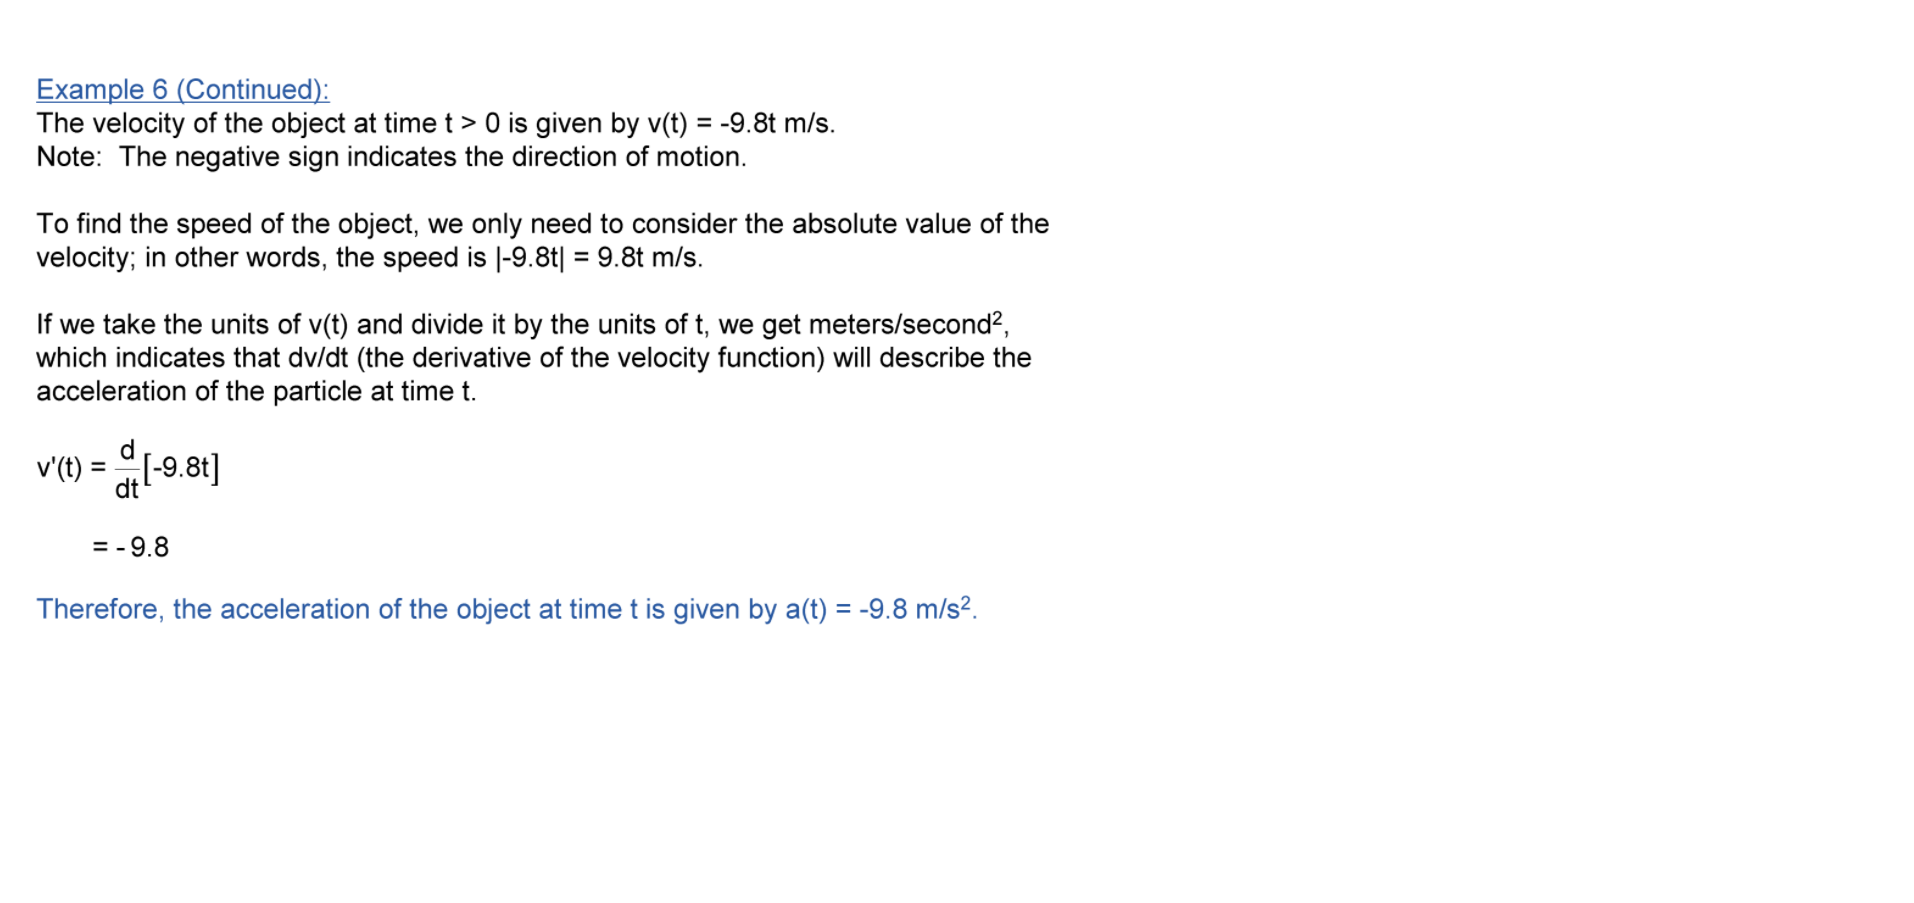 Example 6 (Continued):
The velocity of the object at time t > 0 is given by v(t) = -9.8t m/s.
Note:  The negative sign indicates the direction of motion.
To find the speed of the object, we only need to consider the absolute value of the
velocity; in other words, the speed is |-9.8t| = 9.8t m/s.
If we take the units of v(t) and divide it by the units of t, we get meters/second²,
which indicates that dv/dt (the derivative of the velocity function) will describe the
acceleration of the particle at time t.
v'(t) = d/dt [-9.8t]
= - 9.8
Therefore, the acceleration of the object at time t is given by a(t) = -9.8 m/s².